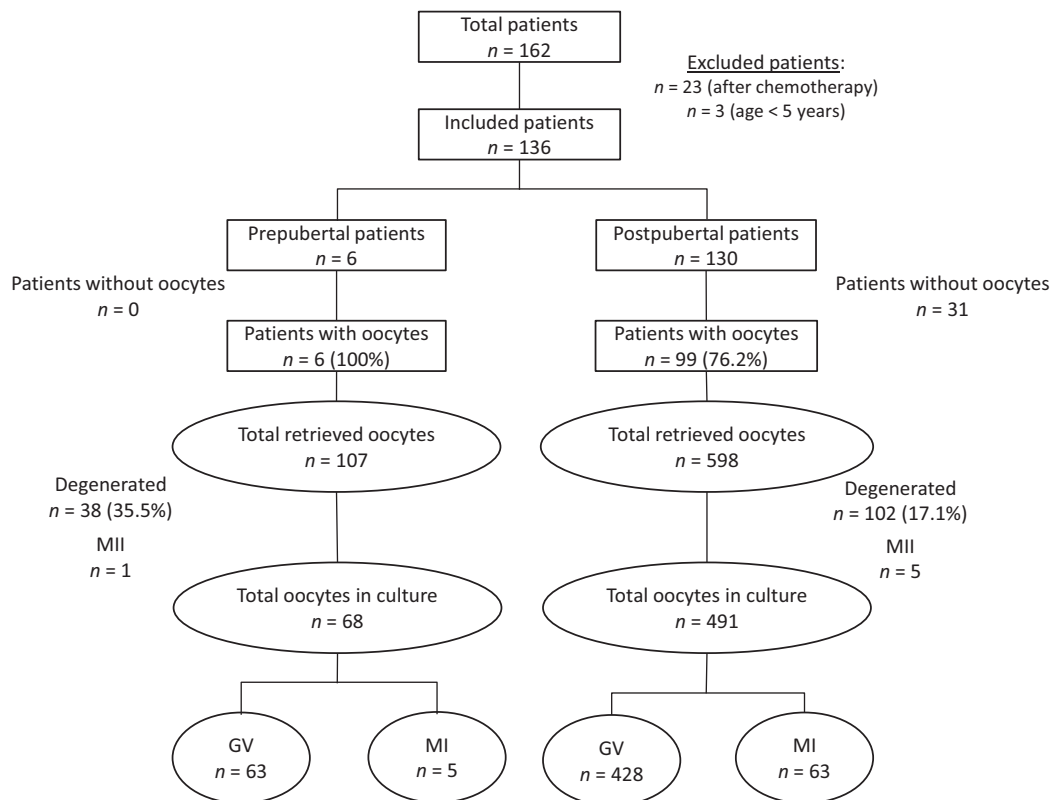 Total patients
n = 162
Excluded patients:
n = 23 (after chemotherapy)
n = 3 (age < 5 years)
Included patients
n = 136
Prepubertal patients
n = 6
Postpubertal patients
n = 130
Patients without oocytes
n = 0
Patients without oocytes
n = 31
Patients with oocytes
n = 6 (100%)
Patients with oocytes
n = 99 (76.2%)
Total retrieved oocytes
n = 107
Total retrieved oocytes
n = 598
Degenerated
n = 38 (35.5%)
MII
n = 1
Degenerated
n = 102 (17.1%)
MII
n = 5
Total oocytes in culture
n = 68
Total oocytes in culture
n = 491
GV
n = 63
MI
n = 5
GV
n = 428
MI
n = 63